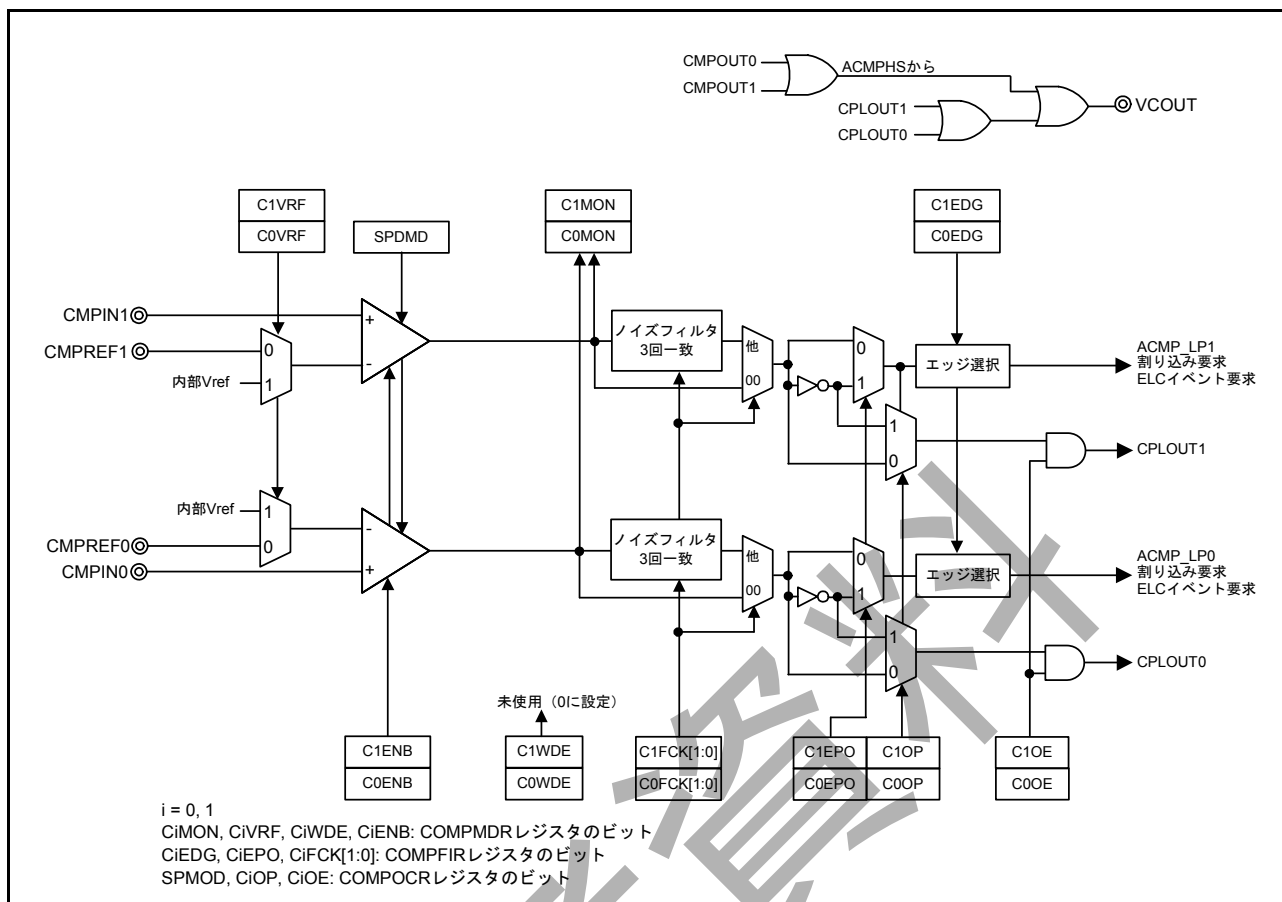 CMPOUT0
CMPOUT1
ACMPHSから
CPLOUT1
CPLOUT0
VCOUT
C1VRF
C0VRF
SPDMD
C1MON
C0MON
C1EDG
C0EDG
CMPIN1
CMPREF1
内部Vref
0
1
+
-
ノイズフィルタ
3回一致
他
00
0
1
1
0
エッジ選択
ACMP_LP1
割り込み要求
ELCイベント要求
CPLOUT1
内部Vref
CMPREF0
CMPIN0
1
0
-
+
ノイズフィルタ
3回一致
他
00
0
1
1
0
エッジ選択
ACMP_LP0
割り込み要求
ELCイベント要求
CPLOUT0
未使用（0に設定）
C1ENB
C0ENB
C1WDE
C0WDE
C1FCK[1:0]
C0FCK[1:0]
C1EPO
C0EPO
C1OP
C0OP
C1OE
C0OE
i = 0, 1
CiMON, CiVRF, CiWDE, CiENB: COMPMDRレジスタのビット
CiEDG, CiEPO, CiFCK[1:0]: COMPFIRレジスタのビット
SPMOD, CiOP, CiOE: COMPOCRレジスタのビット
資料